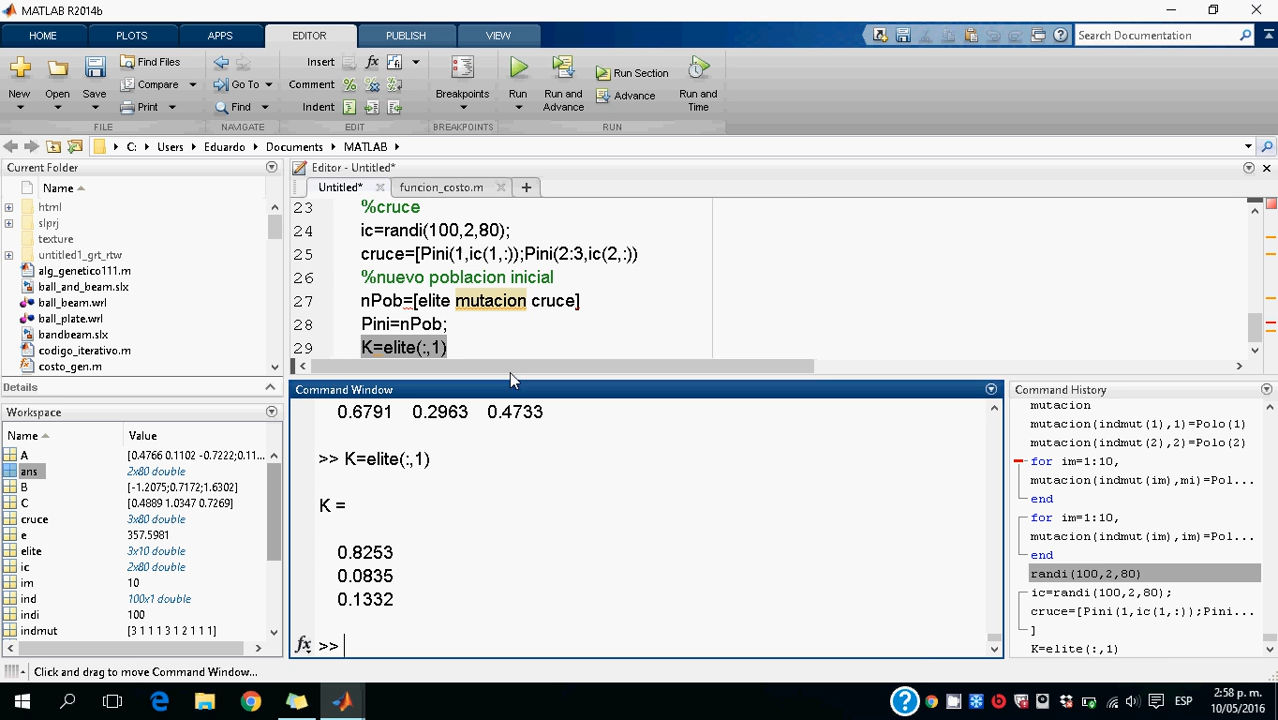 MATLAB R2014b
HOME PLOTS APPS EDITOR PUBLISH VIEW
Search Documentation
New Open Save Find Files Compare Print
Go To Find
Insert fx
Comment
Indent
Breakpoints
Run Run and Advance Run Section Advance Run and Time
FILE NAVIGATE EDIT BREAKPOINTS RUN
C: Users Eduardo Documents MATLAB
Current Folder
Name
html
slprj
texture
untitled1_grt_rtw
alg_genetico111.m
ball_and_beam.slx
ball_beam.wrl
ball_plate.wrl
bandbeam.slx
codigo_iterativo.m
costo_gen.m
Details
Workspace
Name Value
A [0.4766 0.1102 -0.7222;0.11...
ans 2x80 double
B [-1.2075;0.7172;1.6302]
C [0.4889 1.0347 0.7269]
cruce 3x80 double
e 357.5981
elite 3x10 double
ic 2x80 double
im 10
ind 100x1 double
indi 100
indmut [3 1 1 1 3 1 2 1 1 1]
Editor - Untitled*
Untitled* funcion_costo.m
23 %cruce
24 ic=randi(100,2,80);
25 cruce=[Pini(1,ic(1,:));Pini(2:3,ic(2,:))
26 %nuevo poblacion inicial
27 nPob=[elite mutacion cruce]
28 Pini=nPob;
29 K=elite(:,1)
Command Window
0.6791 0.2963 0.4733
>> K=elite(:,1)
K =
0.8253
0.0835
0.1332
fx >>
Command History
mutacion
mutacion(indmut(1),1)=Polo(1)
mutacion(indmut(2),2)=Polo(2)
for im=1:10,
mutacion(indmut(im),mi)=Pol...
end
for im=1:10,
mutacion(indmut(im),im)=Pol...
end
randi(100,2,80)
ic=randi(100,2,80);
cruce=[Pini(1,ic(1,:));Pini...
]
K=elite(:,1)
Click and drag to move Command Window...
ESP
2:58 p. m.
10/05/2016